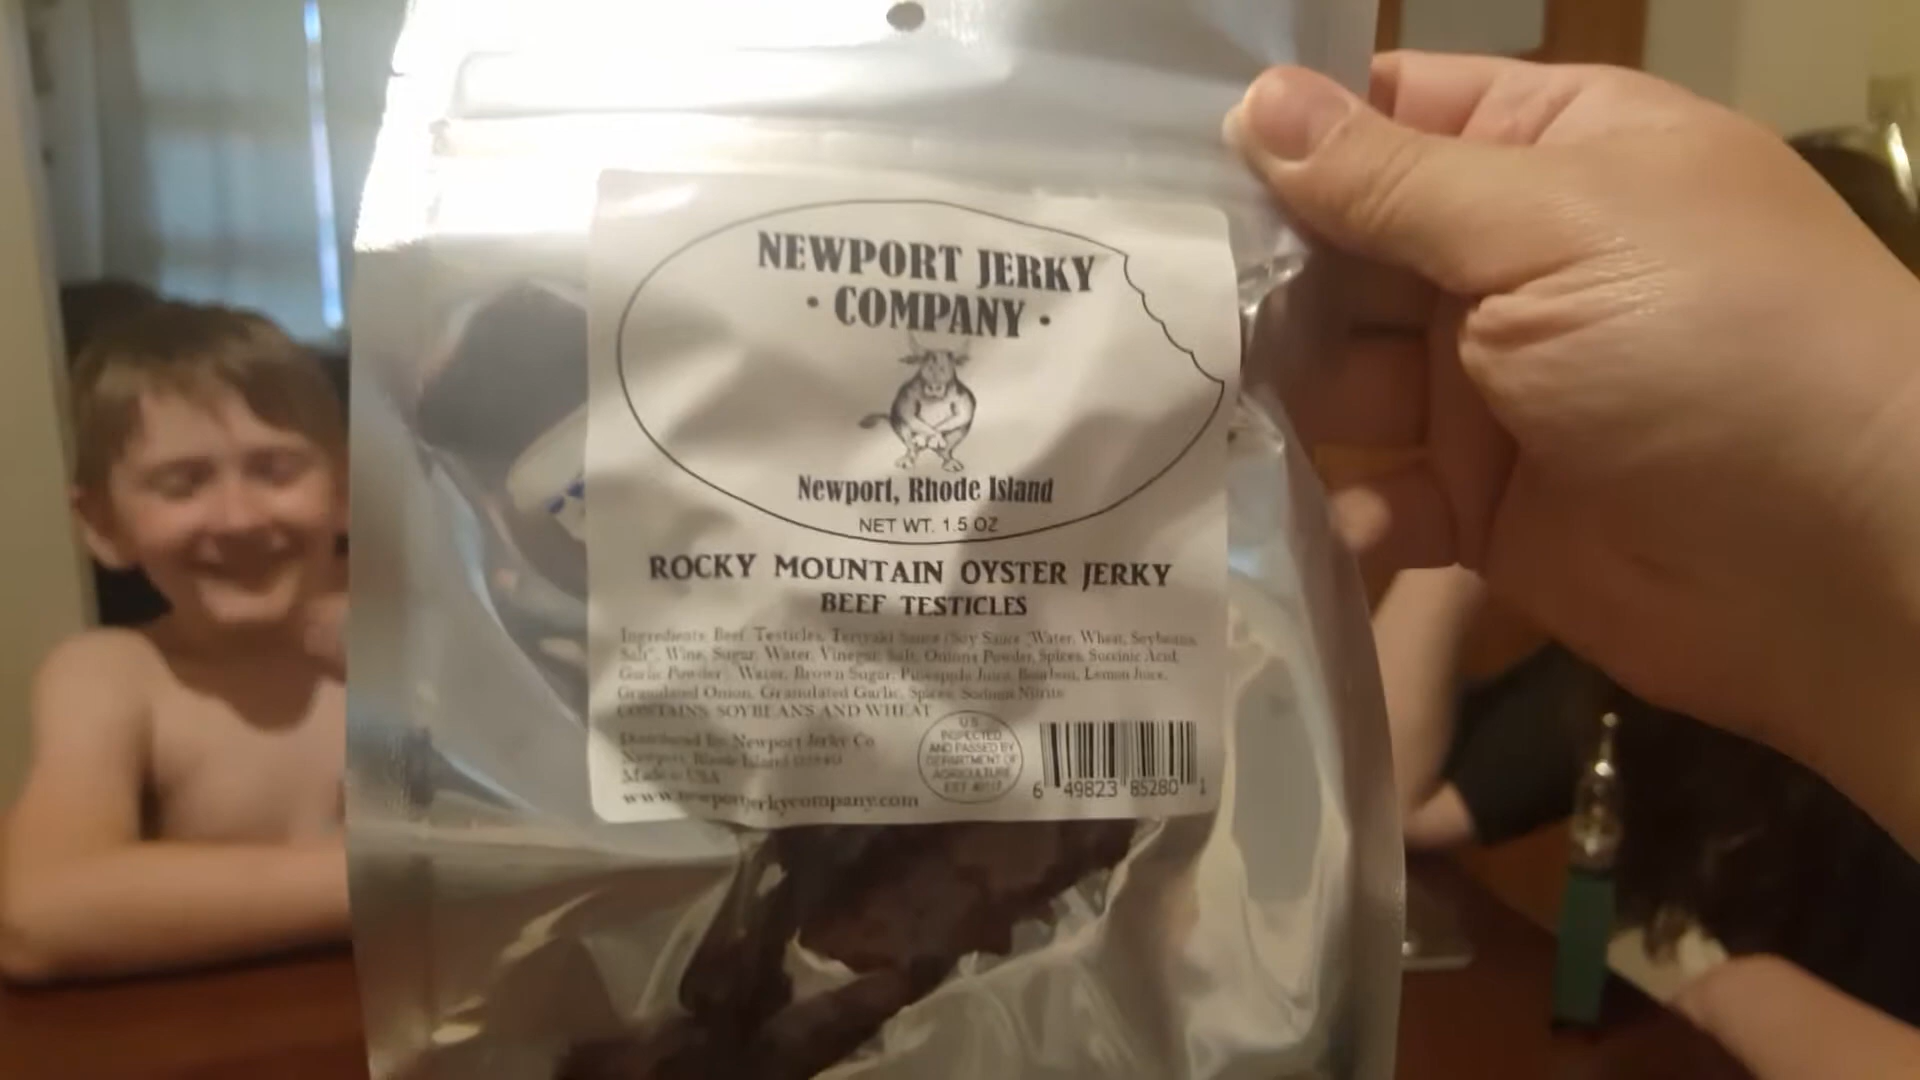 NEWPORT JERKY
• COMPANY •
Newport, Rhode Island
NET WT. 1.5 OZ
ROCKY MOUNTAIN OYSTER JERKY
BEEF TESTICLES
Ingredients: Beef Testicles, Teriyaki Sauce (Soy Sauce (Water, Wheat, Soybeans,
Salt), Wine, Sugar, Water, Vinegar, Salt, Onions Powder, Spices, Succinic Acid,
Garlic Powder), Water, Brown Sugar, Pineapple Juice, Bourbon, Lemon Juice,
Granulated Onion, Granulated Garlic, Spices, Sodium Nitrite
CONTAINS SOYBEANS AND WHEAT
Distributed By: Newport Jerky Co
Newport, Rhode Island
Made in USA
www.newportjerkycompany.com
U.S.
INSPECTED
AND PASSED BY
DEPARTMENT OF
AGRICULTURE
EST.
6 49823 85280 1